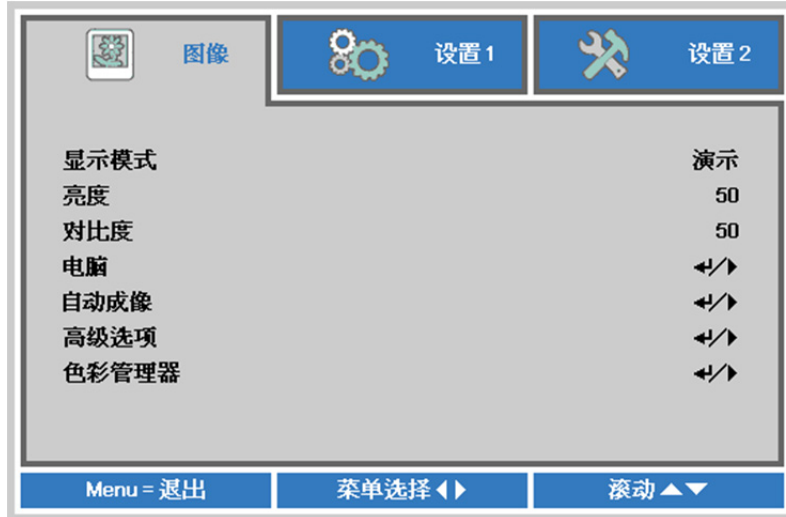 图像 设置1 设置2
显示模式 演示
亮度 50
对比度 50
电脑 ↵/▶
自动成像 ↵/▶
高级选项 ↵/▶
色彩管理器 ↵/▶
Menu = 退出 菜单选择◀▶ 滚动▲▼